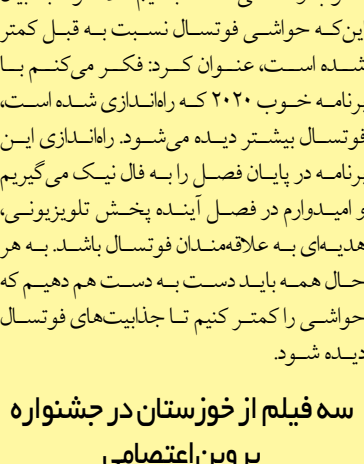 این‌که حواشی فوتسال نسبت به قبل کمتر
شده است، عنوان کرد: فکر می‌کنم با
برنامه خوب ۲۰۲۰ که راه‌اندازی شده است،
فوتسال بیشتر دیده می‌شود. راه‌اندازی این
برنامه در پایان فصل را به فال نیک می‌گیریم
و امیدوارم در فصل آینده پخش تلویزیونی،
هدیه‌ای به علاقه‌مندان فوتسال باشد. به هر
حال همه باید دست به دست هم دهیم که
حواشی را کمتر کنیم تا جذابیت‌های فوتسال
دیده شود.
سه فیلم از خوزستان در جشنواره
پروین اعتصامی